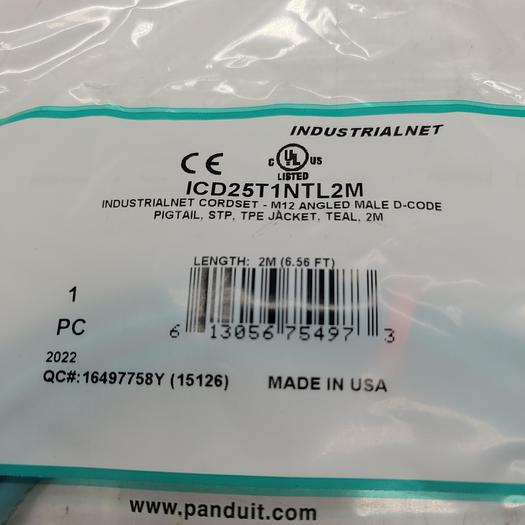 INDUSTRIALNET
CE C UL US
LISTED
ICD25T1NTL2M
INDUSTRIALNET CORDSET - M12 ANGLED MALE D-CODE
PIGTAIL, STP, TPE JACKET, TEAL, 2M
LENGTH: 2M (6.56 FT)
1
PC
6 13056 75497 3
2022
QC#:16497758Y (15126) MADE IN USA
www.panduit.com